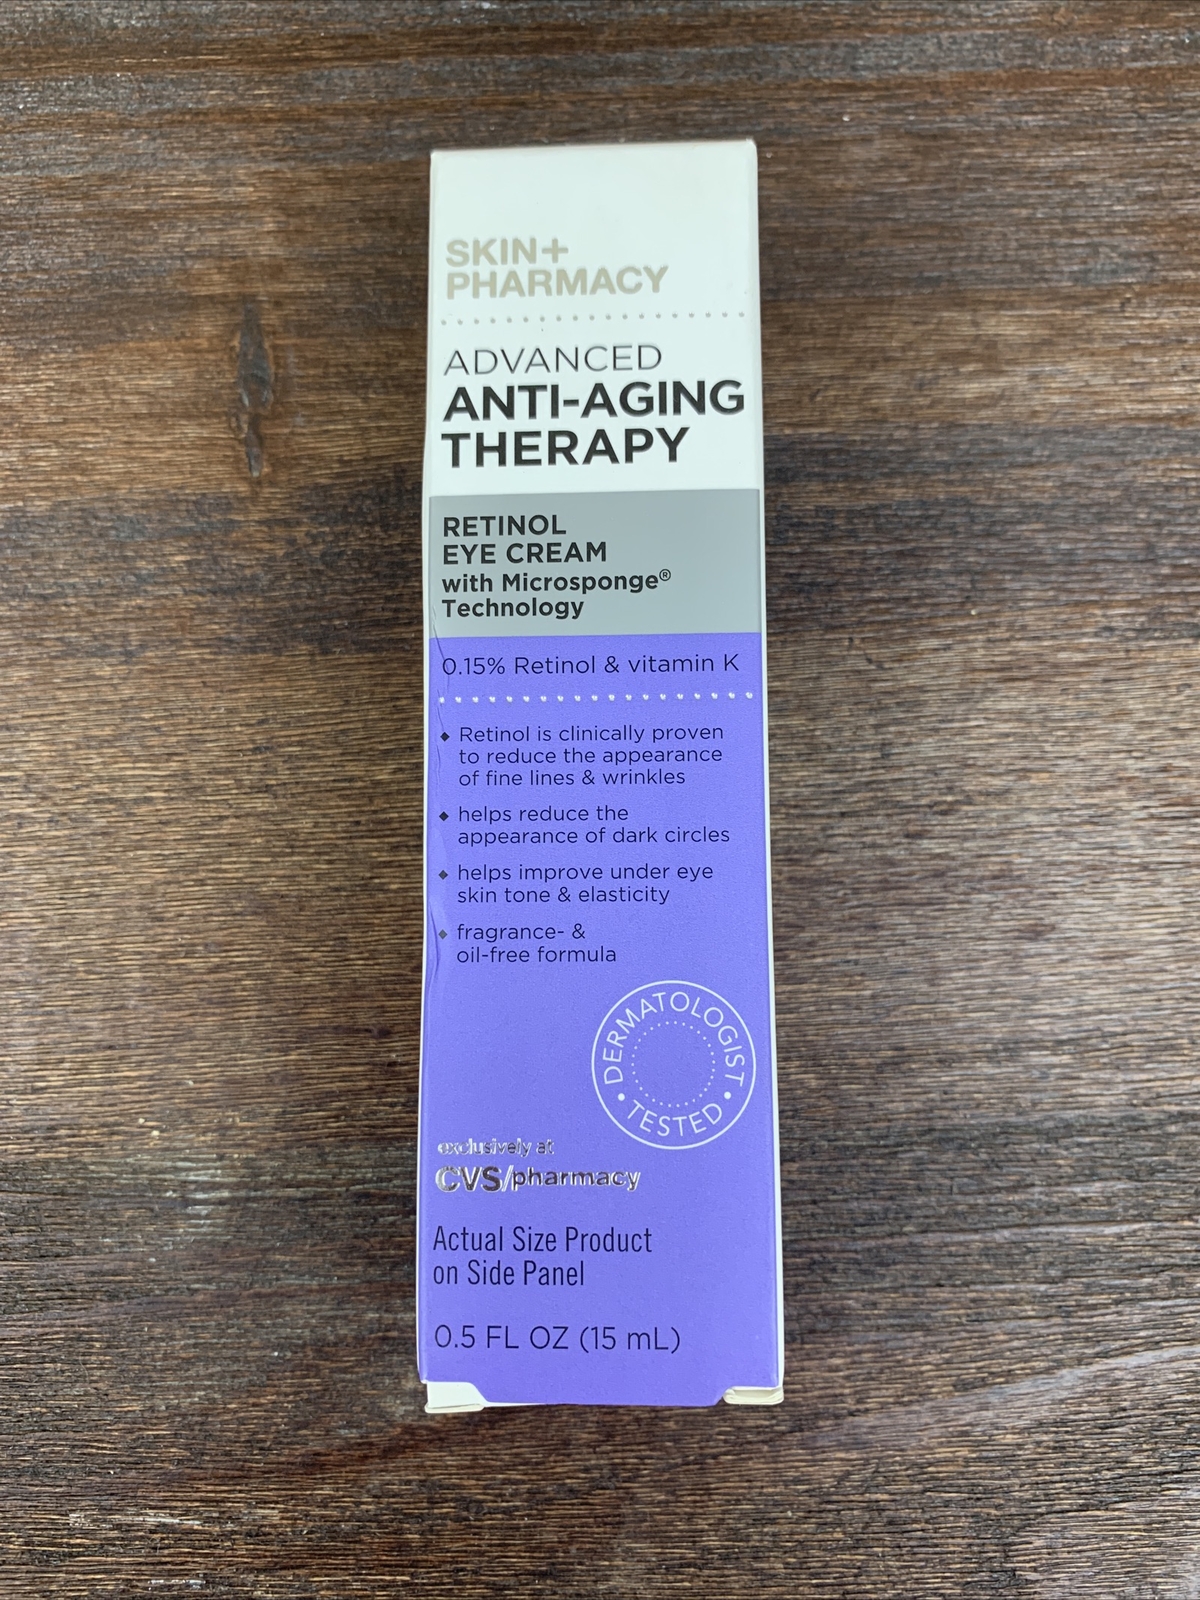 SKIN+
PHARMACY
ADVANCED
ANTI-AGING
THERAPY
RETINOL
EYE CREAM
with Microsponge®
Technology
0.15% Retinol & vitamin K
◆ Retinol is clinically proven
to reduce the appearance
of fine lines & wrinkles
◆ helps reduce the
appearance of dark circles
◆ helps improve under eye
skin tone & elasticity
◆ fragrance- &
oil-free formula
DERMATOLOGIST
• TESTED •
exclusively at
CVS/pharmacy
Actual Size Product
on Side Panel
0.5 FL OZ (15 mL)